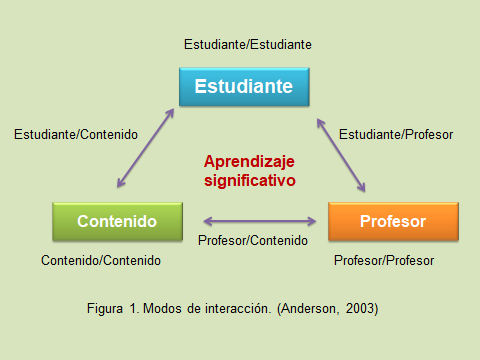 Estudiante/Estudiante
Estudiante
Estudiante/Contenido
Estudiante/Profesor
Aprendizaje
significativo
Contenido
Profesor
Profesor/Contenido
Contenido/Contenido
Profesor/Profesor
Figura 1. Modos de interacción. (Anderson, 2003)